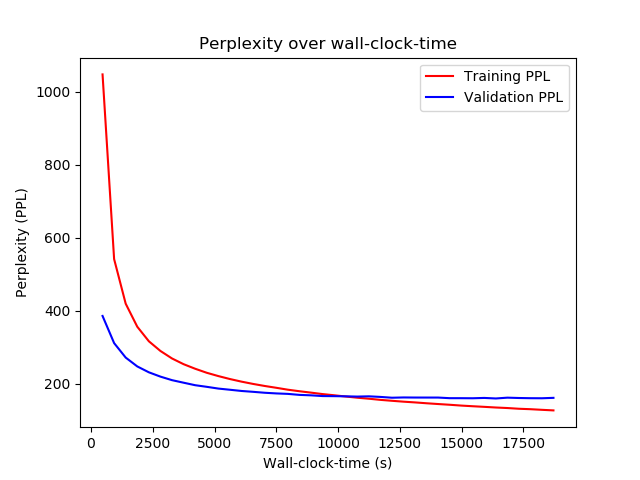 Perplexity over wall-clock-time
Training PPL
Validation PPL
Perplexity (PPL)
1000
800
600
400
200
0
2500
5000
7500
10000
12500
15000
17500
Wall-clock-time (s)